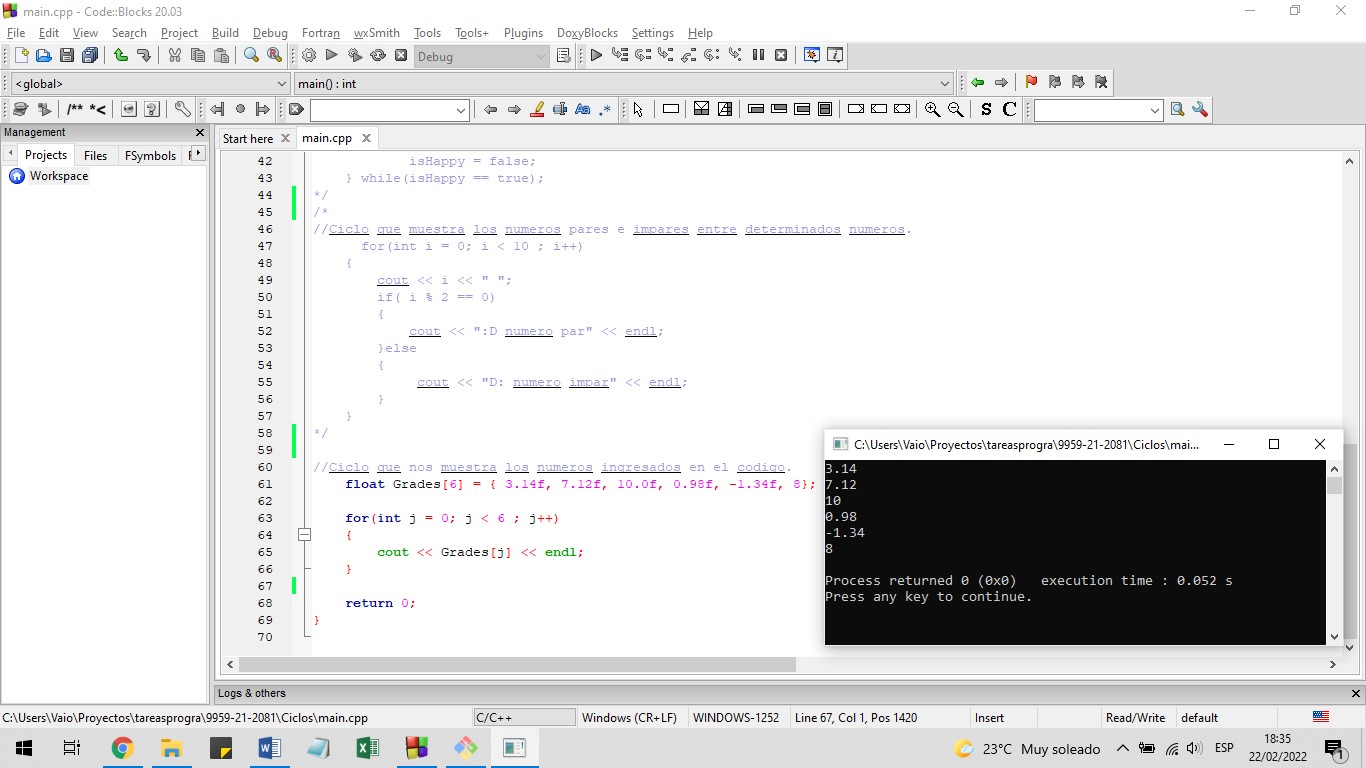 main.cpp - Code::Blocks 20.03
File Edit View Search Project Build Debug Fortran wxSmith Tools Tools+ Plugins DoxyBlocks Settings Help
Debug
<global> main() : int
/** *< Aa .* S C
Management
Projects Files FSymbols
Workspace
Start here main.cpp
42 isHappy = false;
43 } while(isHappy == true);
44 */
45 /*
46 //Ciclo que muestra los numeros pares e impares entre determinados numeros.
47 for(int i = 0; i < 10 ; i++)
48 {
49 cout << i << " ";
50 if( i % 2 == 0)
51 {
52 cout << ":D numero par" << endl;
53 }else
54 {
55 cout << "D: numero impar" << endl;
56 }
57 }
58 */
59
60 //Ciclo que nos muestra los numeros ingresados en el codigo.
61 float Grades[6] = { 3.14f, 7.12f, 10.0f, 0.98f, -1.34f, 8};
62
63 for(int j = 0; j < 6 ; j++)
64 {
65 cout << Grades[j] << endl;
66 }
67
68 return 0;
69 }
70
C:\Users\Vaio\Proyectos\tareasprogra\9959-21-2081\Ciclos\mai...
3.14
7.12
10
0.98
-1.34
8
Process returned 0 (0x0) execution time : 0.052 s
Press any key to continue.
Logs & others
C:\Users\Vaio\Proyectos\tareasprogra\9959-21-2081\Ciclos\main.cpp C/C++ Windows (CR+LF) WINDOWS-1252 Line 67, Col 1, Pos 1420 Insert Read/Write default
23°C Muy soleado ESP 18:35
22/02/2022
1